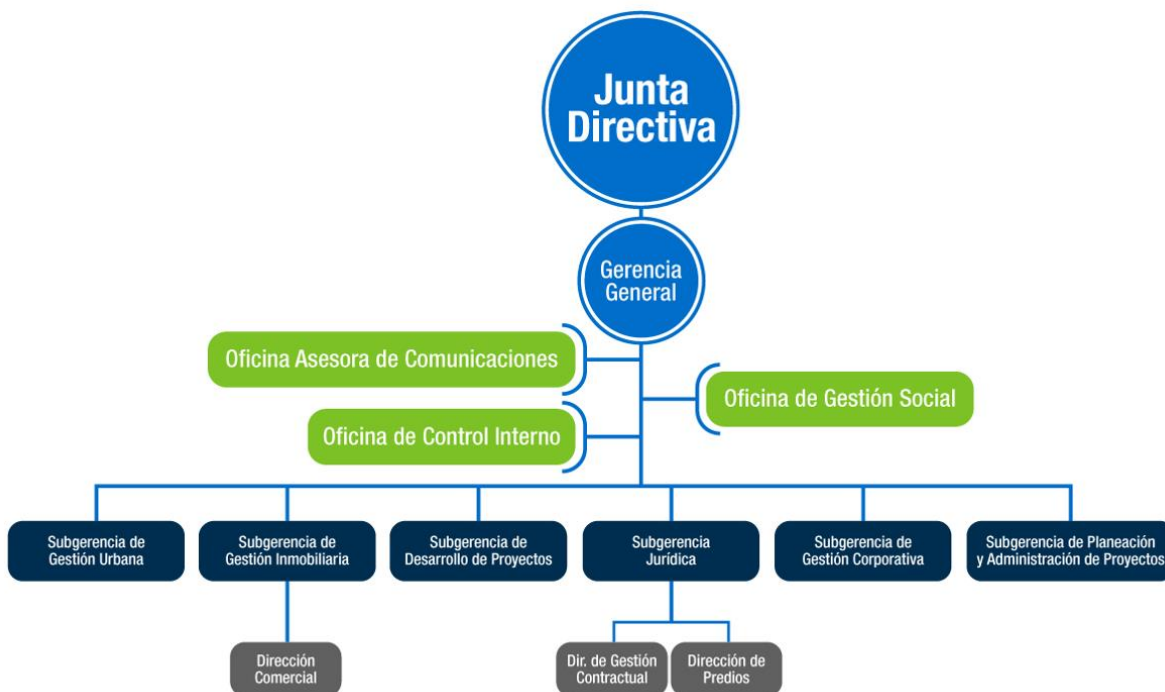 Junta
Directiva
Gerencia
General
Oficina Asesora de Comunicaciones
Oficina de Gestión Social
Oficina de Control Interno
Subgerencia de
Gestión Urbana
Subgerencia de
Gestión Inmobiliaria
Subgerencia de
Desarrollo de Proyectos
Subgerencia
Jurídica
Subgerencia de
Gestión Corporativa
Subgerencia de Planeación
y Administración de Proyectos
Dirección
Comercial
Dir. de Gestión
Contractual
Dirección de
Predios